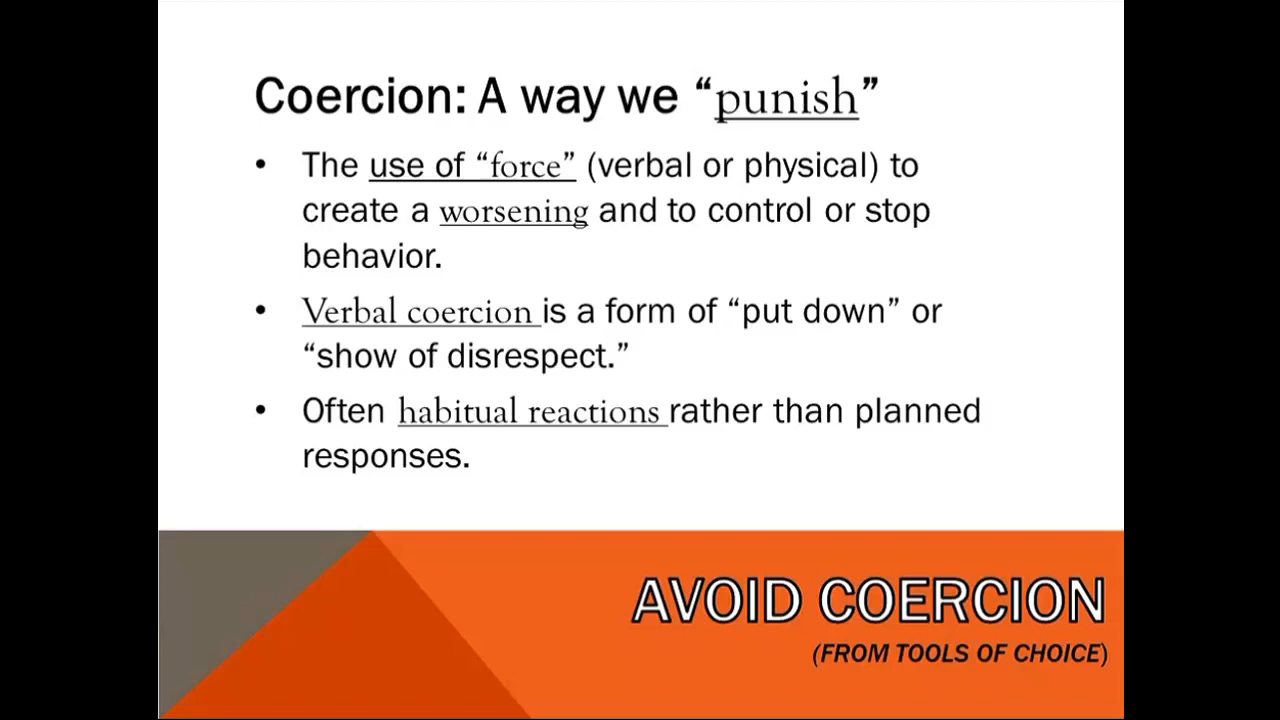 Coercion: A way we “punish”
• The use of “force” (verbal or physical) to
create a worsening and to control or stop
behavior.
• Verbal coercion is a form of “put down” or
“show of disrespect.”
• Often habitual reactions rather than planned
responses.
AVOID COERCION
(FROM TOOLS OF CHOICE)